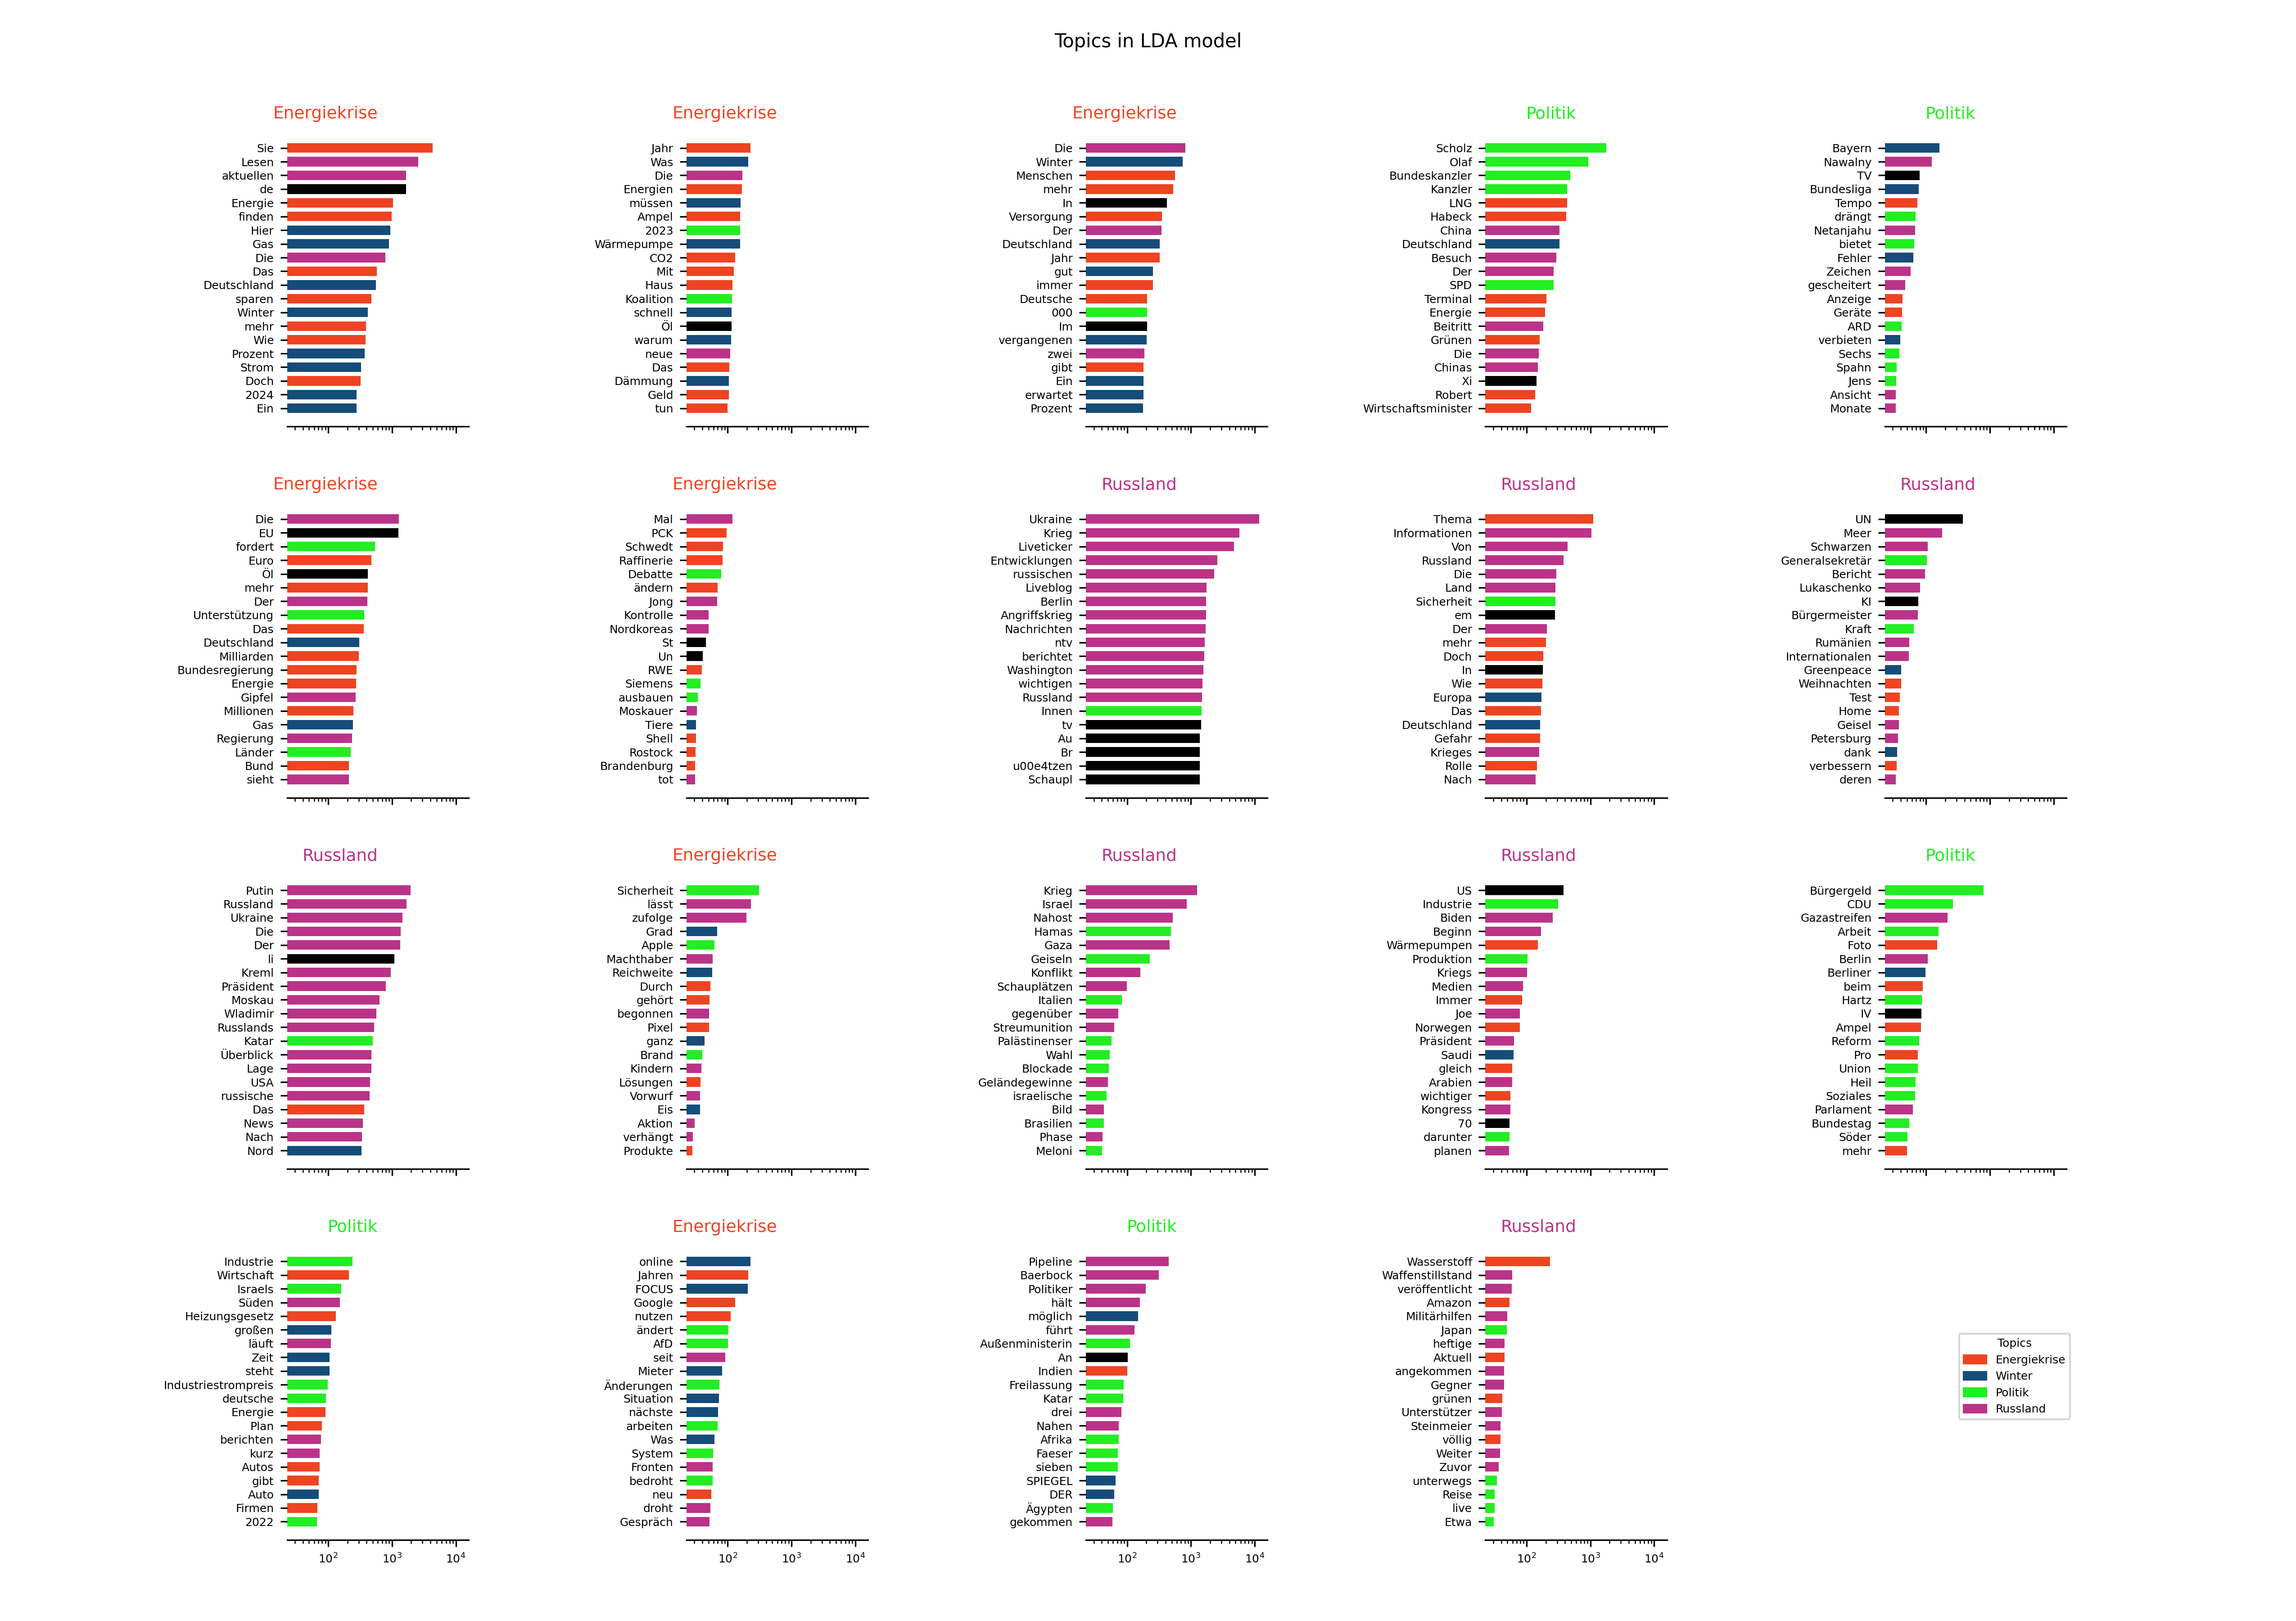 Topics in LDA model
Energiekrise
Sie
Lesen
aktuellen
de
Energie
finden
Hier
Gas
Die
Das
Deutschland
sparen
Winter
mehr
Wie
Prozent
Strom
Doch
2024
Ein
Energiekrise
Jahr
Was
Die
Energien
müssen
Ampel
2023
Wärmepumpe
CO2
Mit
Haus
Koalition
schnell
Öl
warum
neue
Das
Dämmung
Geld
tun
Energiekrise
Die
Winter
Menschen
mehr
In
Versorgung
Der
Deutschland
Jahr
gut
immer
Deutsche
000
Im
vergangenen
zwei
gibt
Ein
erwartet
Prozent
Politik
Scholz
Olaf
Bundeskanzler
Kanzler
LNG
Habeck
China
Deutschland
Besuch
Der
SPD
Terminal
Energie
Beitritt
Grünen
Die
Chinas
Xi
Robert
Wirtschaftsminister
Politik
Bayern
Nawalny
TV
Bundesliga
Tempo
drängt
Netanjahu
bietet
Fehler
Zeichen
gescheitert
Anzeige
Geräte
ARD
verbieten
Sechs
Spahn
Jens
Ansicht
Monate
Energiekrise
Die
EU
fordert
Euro
Öl
mehr
Der
Unterstützung
Das
Deutschland
Milliarden
Bundesregierung
Energie
Gipfel
Millionen
Gas
Regierung
Länder
Bund
sieht
Energiekrise
Mal
PCK
Schwedt
Raffinerie
Debatte
ändern
Jong
Kontrolle
Nordkoreas
St
Un
RWE
Siemens
ausbauen
Moskauer
Tiere
Shell
Rostock
Brandenburg
tot
Russland
Ukraine
Krieg
Liveticker
Entwicklungen
russischen
Liveblog
Berlin
Angriffskrieg
Nachrichten
ntv
berichtet
Washington
wichtigen
Russland
Innen
tv
Au
Br
u00e4tzen
Schaupl
Russland
Thema
Informationen
Von
Russland
Die
Land
Sicherheit
em
Der
mehr
Doch
In
Wie
Europa
Das
Deutschland
Gefahr
Krieges
Rolle
Nach
Russland
UN
Meer
Schwarzen
Generalsekretär
Bericht
Lukaschenko
KI
Bürgermeister
Kraft
Rumänien
Internationalen
Greenpeace
Weihnachten
Test
Home
Geisel
Petersburg
dank
verbessern
deren
Russland
Putin
Russland
Ukraine
Die
Der
li
Kreml
Präsident
Moskau
Wladimir
Russlands
Katar
Überblick
Lage
USA
russische
Das
News
Nach
Nord
Energiekrise
Sicherheit
lässt
zufolge
Grad
Apple
Machthaber
Reichweite
Durch
gehört
begonnen
Pixel
ganz
Brand
Kindern
Lösungen
Vorwurf
Eis
Aktion
verhängt
Produkte
Russland
Krieg
Israel
Nahost
Hamas
Gaza
Geiseln
Konflikt
Schauplätzen
Italien
gegenüber
Streumunition
Palästinenser
Wahl
Blockade
Geländegewinne
israelische
Bild
Brasilien
Phase
Meloni
Russland
US
Industrie
Biden
Beginn
Wärmepumpen
Produktion
Kriegs
Medien
Immer
Joe
Norwegen
Präsident
Saudi
gleich
Arabien
wichtiger
Kongress
70
darunter
planen
Politik
Bürgergeld
CDU
Gazastreifen
Arbeit
Foto
Berlin
Berliner
beim
Hartz
IV
Ampel
Reform
Pro
Union
Heil
Soziales
Parlament
Bundestag
Söder
mehr
Politik
Industrie
Wirtschaft
Israels
Süden
Heizungsgesetz
großen
läuft
Zeit
steht
Industriestrompreis
deutsche
Energie
Plan
berichten
kurz
Autos
gibt
Auto
Firmen
2022
10² 10³ 10⁴
Energiekrise
online
Jahren
FOCUS
Google
nutzen
ändert
AfD
seit
Mieter
Änderungen
Situation
nächste
arbeiten
Was
System
Fronten
bedroht
neu
droht
Gespräch
10² 10³ 10⁴
Politik
Pipeline
Baerbock
Politiker
hält
möglich
führt
Außenministerin
An
Indien
Freilassung
Katar
drei
Nahen
Afrika
Faeser
sieben
SPIEGEL
DER
Ägypten
gekommen
10² 10³ 10⁴
Russland
Wasserstoff
Waffenstillstand
veröffentlicht
Amazon
Militärhilfen
Japan
heftige
Aktuell
angekommen
Gegner
grünen
Unterstützer
Steinmeier
völlig
Weiter
Zuvor
unterwegs
Reise
live
Etwa
10² 10³ 10⁴
Topics
Energiekrise
Winter
Politik
Russland